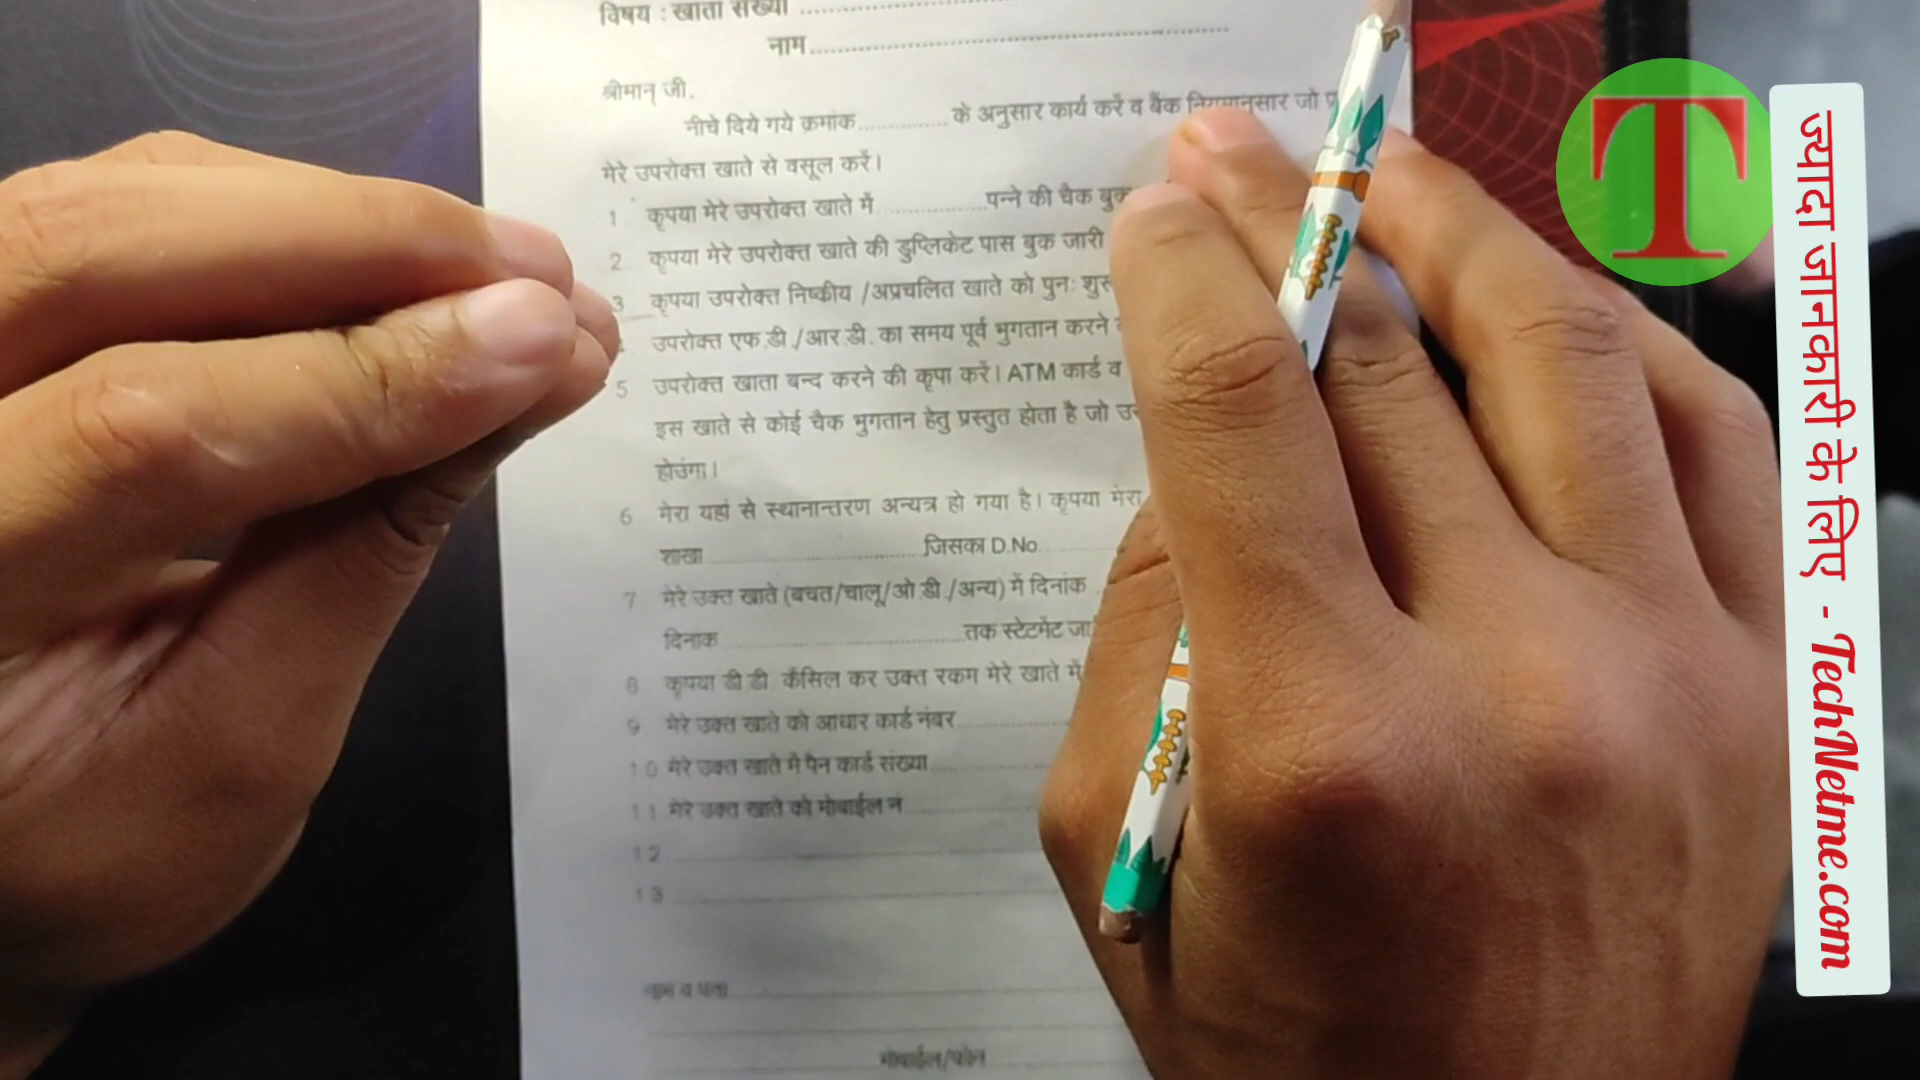 विषय : खाता संख्या ....................
नाम ............................................................
श्रीमान् जी,
नीचे दिये गये क्रमांक ............... के अनुसार कार्य करें व बैंक नियमानुसार जो
मेरे उपरोक्त खाते से वसूल करें।
1 कृपया मेरे उपरोक्त खाते में ..................पन्ने की चैक बुक
2 कृपया मेरे उपरोक्त खाते की डुप्लिकेट पास बुक जारी
3 कृपया उपरोक्त निष्कीय /अप्रचलित खाते को पुनः शुरू
उपरोक्त एफ.डी./आर.डी. का समय पूर्व भुगतान करने
5 उपरोक्त खाता बन्द करने की कृपा करें। ATM कार्ड व
इस खाते से कोई चैक भुगतान हेतु प्रस्तुत होता है जो
होउंगा।
6 मेरा यहां से स्थानान्तरण अन्यत्र हो गया है। कृपया मेरा
शाखा ................................ जिसका D.No.............
7 मेरे उक्त खाते (बचत/चालू/ओ.डी./अन्य) में दिनांक
दिनांक ....................................तक स्टेटमेंट
8 कृपया डी.डी. कैंसिल कर उक्त रकम मेरे खाते में
9 मेरे उक्त खाते को आधार कार्ड नंबर ................
10 मेरे उक्त खाते में पैन कार्ड संख्या ................
11 मेरे उक्त खाते को मोबाईल नं ................
12 ................
13 ................
नाम व पता ................
मोबाईल/फोन
T
ज्यादा जानकारी के लिए - TechNetme.com